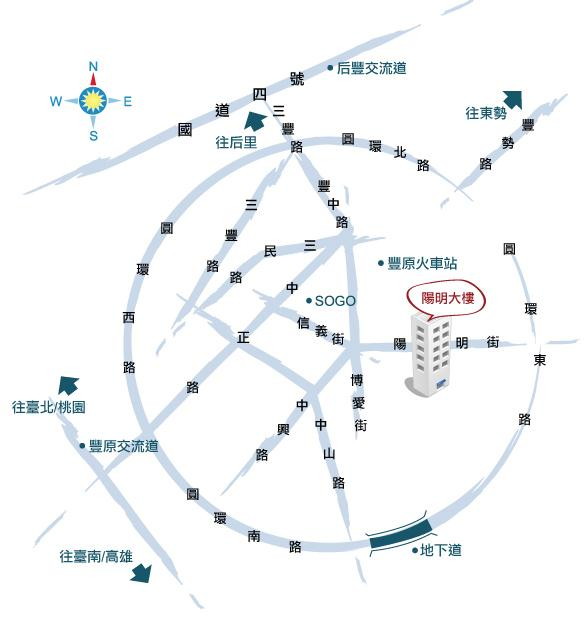 N
W
E
S
國道四號
后豐交流道
往后里
三豐路
圓環北路
往東勢
豐勢路
豐中路
三豐路
圓環西路
三民路
豐原火車站
圓環東路
中正路
SOGO
陽明大樓
信義街
陽明街
博愛街
往臺北/桃園
豐原交流道
中興路
中山路
圓環南路
往臺南/高雄
地下道